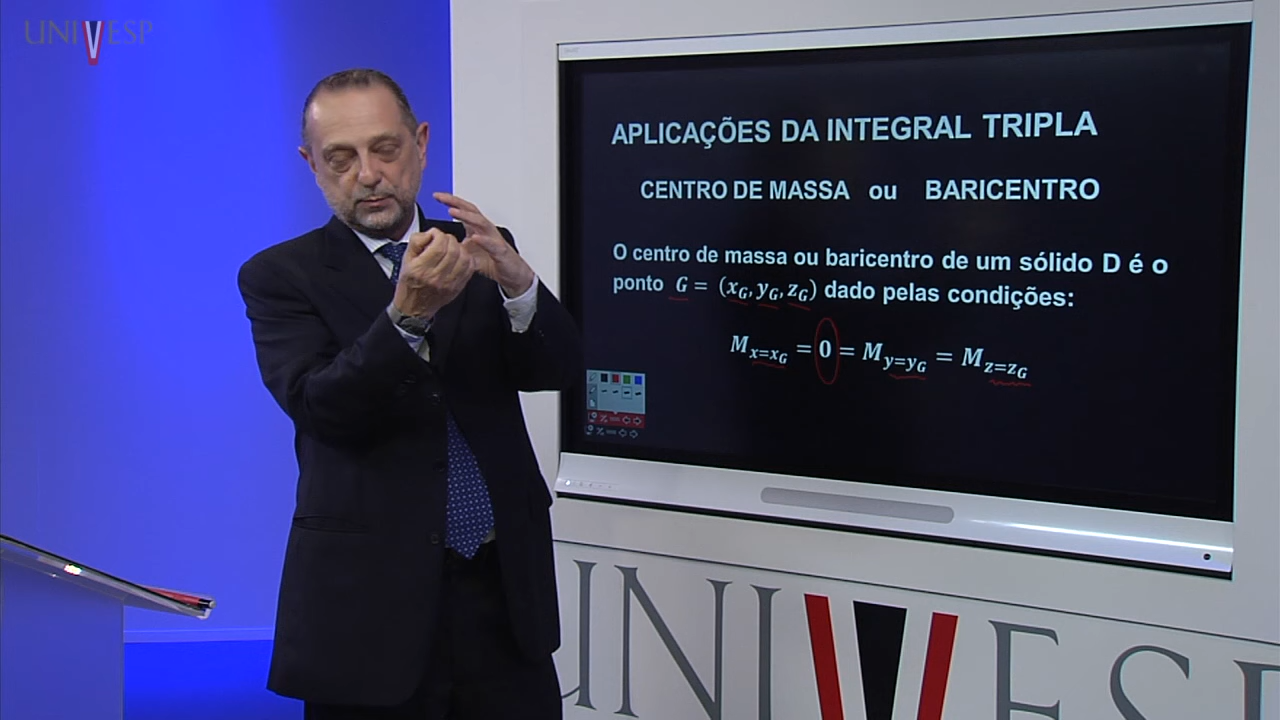 UNIVESP
APLICAÇÕES DA INTEGRAL TRIPLA
CENTRO DE MASSA ou BARICENTRO
O centro de massa ou baricentro de um sólido D é o
ponto G = (x_G, y_G, z_G) dado pelas condições:
M_{x=x_G} = 0 = M_{y=y_G} = M_{z=z_G}
UNIVESP